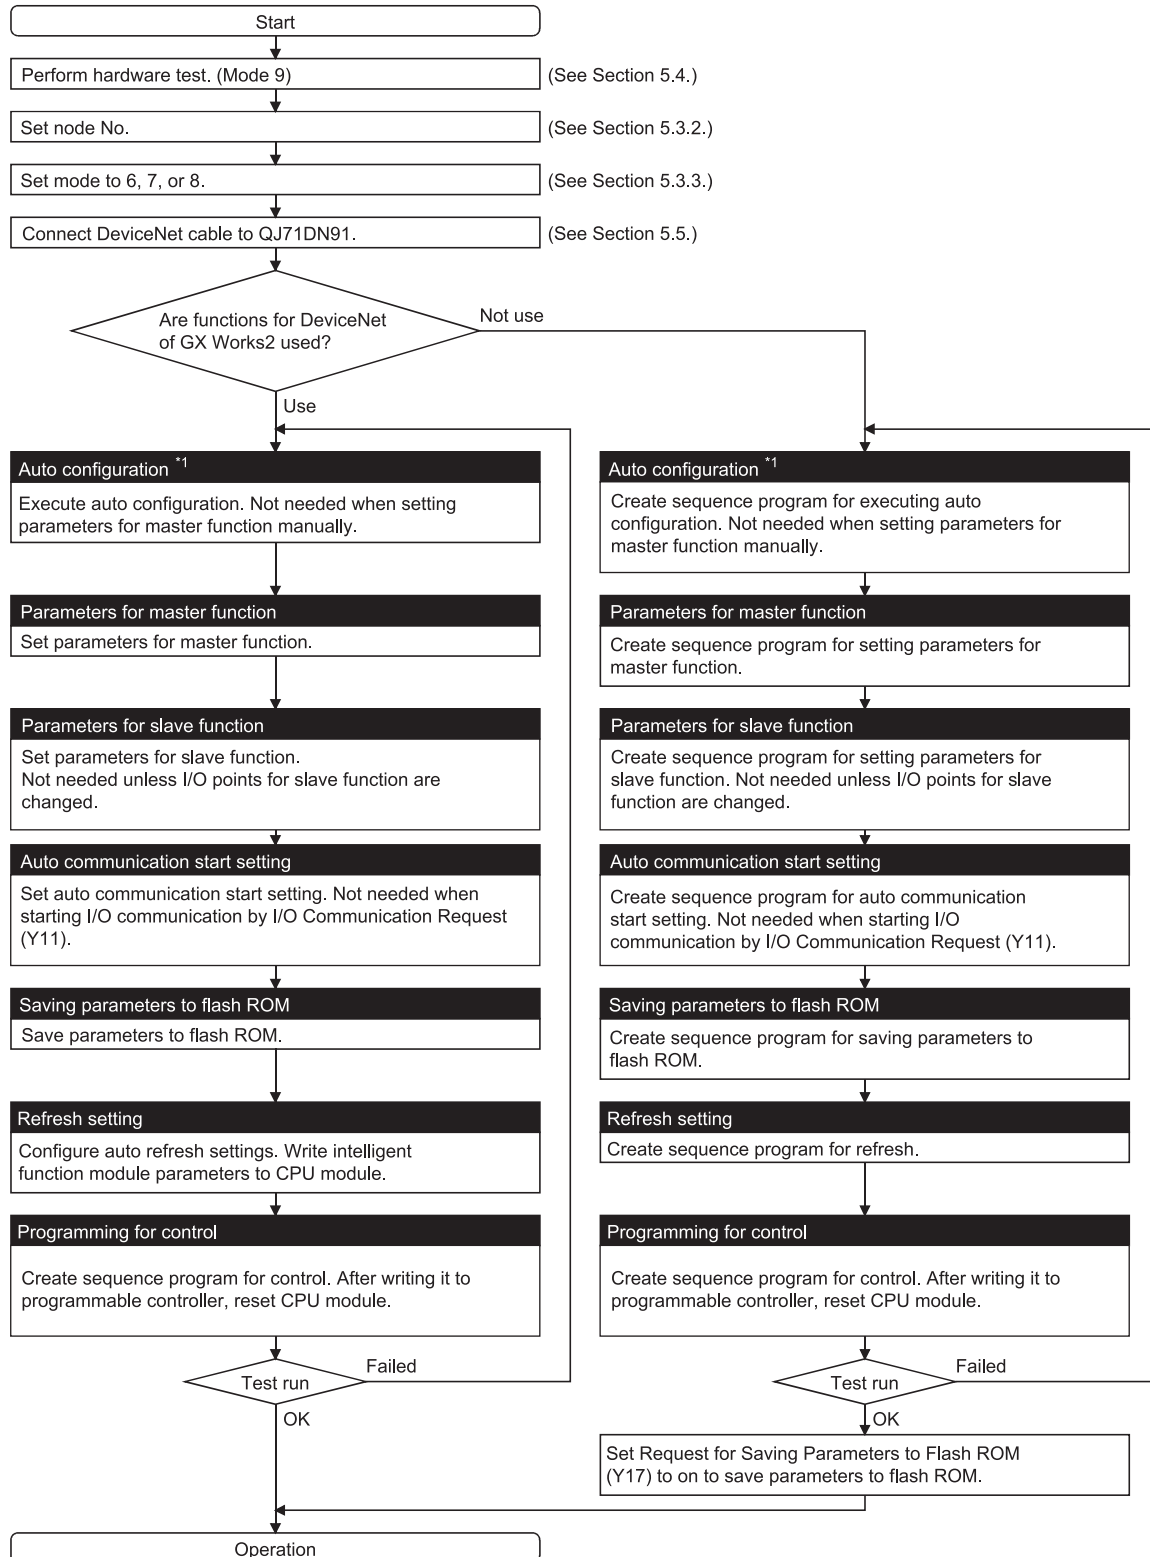 Start
Perform hardware test. (Mode 9)
(See Section 5.4.)
Set node No.
(See Section 5.3.2.)
Set mode to 6, 7, or 8.
(See Section 5.3.3.)
Connect DeviceNet cable to QJ71DN91.
(See Section 5.5.)
Are functions for DeviceNet
of GX Works2 used?
Not use
Use
Auto configuration *1
Execute auto configuration. Not needed when setting
parameters for master function manually.
Parameters for master function
Set parameters for master function.
Parameters for slave function
Set parameters for slave function.
Not needed unless I/O points for slave function are
changed.
Auto communication start setting
Set auto communication start setting. Not needed when
starting I/O communication by I/O Communication Request
(Y11).
Saving parameters to flash ROM
Save parameters to flash ROM.
Refresh setting
Configure auto refresh settings. Write intelligent
function module parameters to CPU module.
Programming for control
Create sequence program for control. After writing it to
programmable controller, reset CPU module.
Test run
Failed
OK
Auto configuration *1
Create sequence program for executing auto
configuration. Not needed when setting parameters for
master function manually.
Parameters for master function
Create sequence program for setting parameters for
master function.
Parameters for slave function
Create sequence program for setting parameters for
slave function. Not needed unless I/O points for slave
function are changed.
Auto communication start setting
Create sequence program for auto communication
start setting. Not needed when starting I/O
communication by I/O Communication Request (Y11).
Saving parameters to flash ROM
Create sequence program for saving parameters to
flash ROM.
Refresh setting
Create sequence program for refresh.
Programming for control
Create sequence program for control. After writing it to
programmable controller, reset CPU module.
Test run
Failed
OK
Set Request for Saving Parameters to Flash ROM
(Y17) to on to save parameters to flash ROM.
Operation